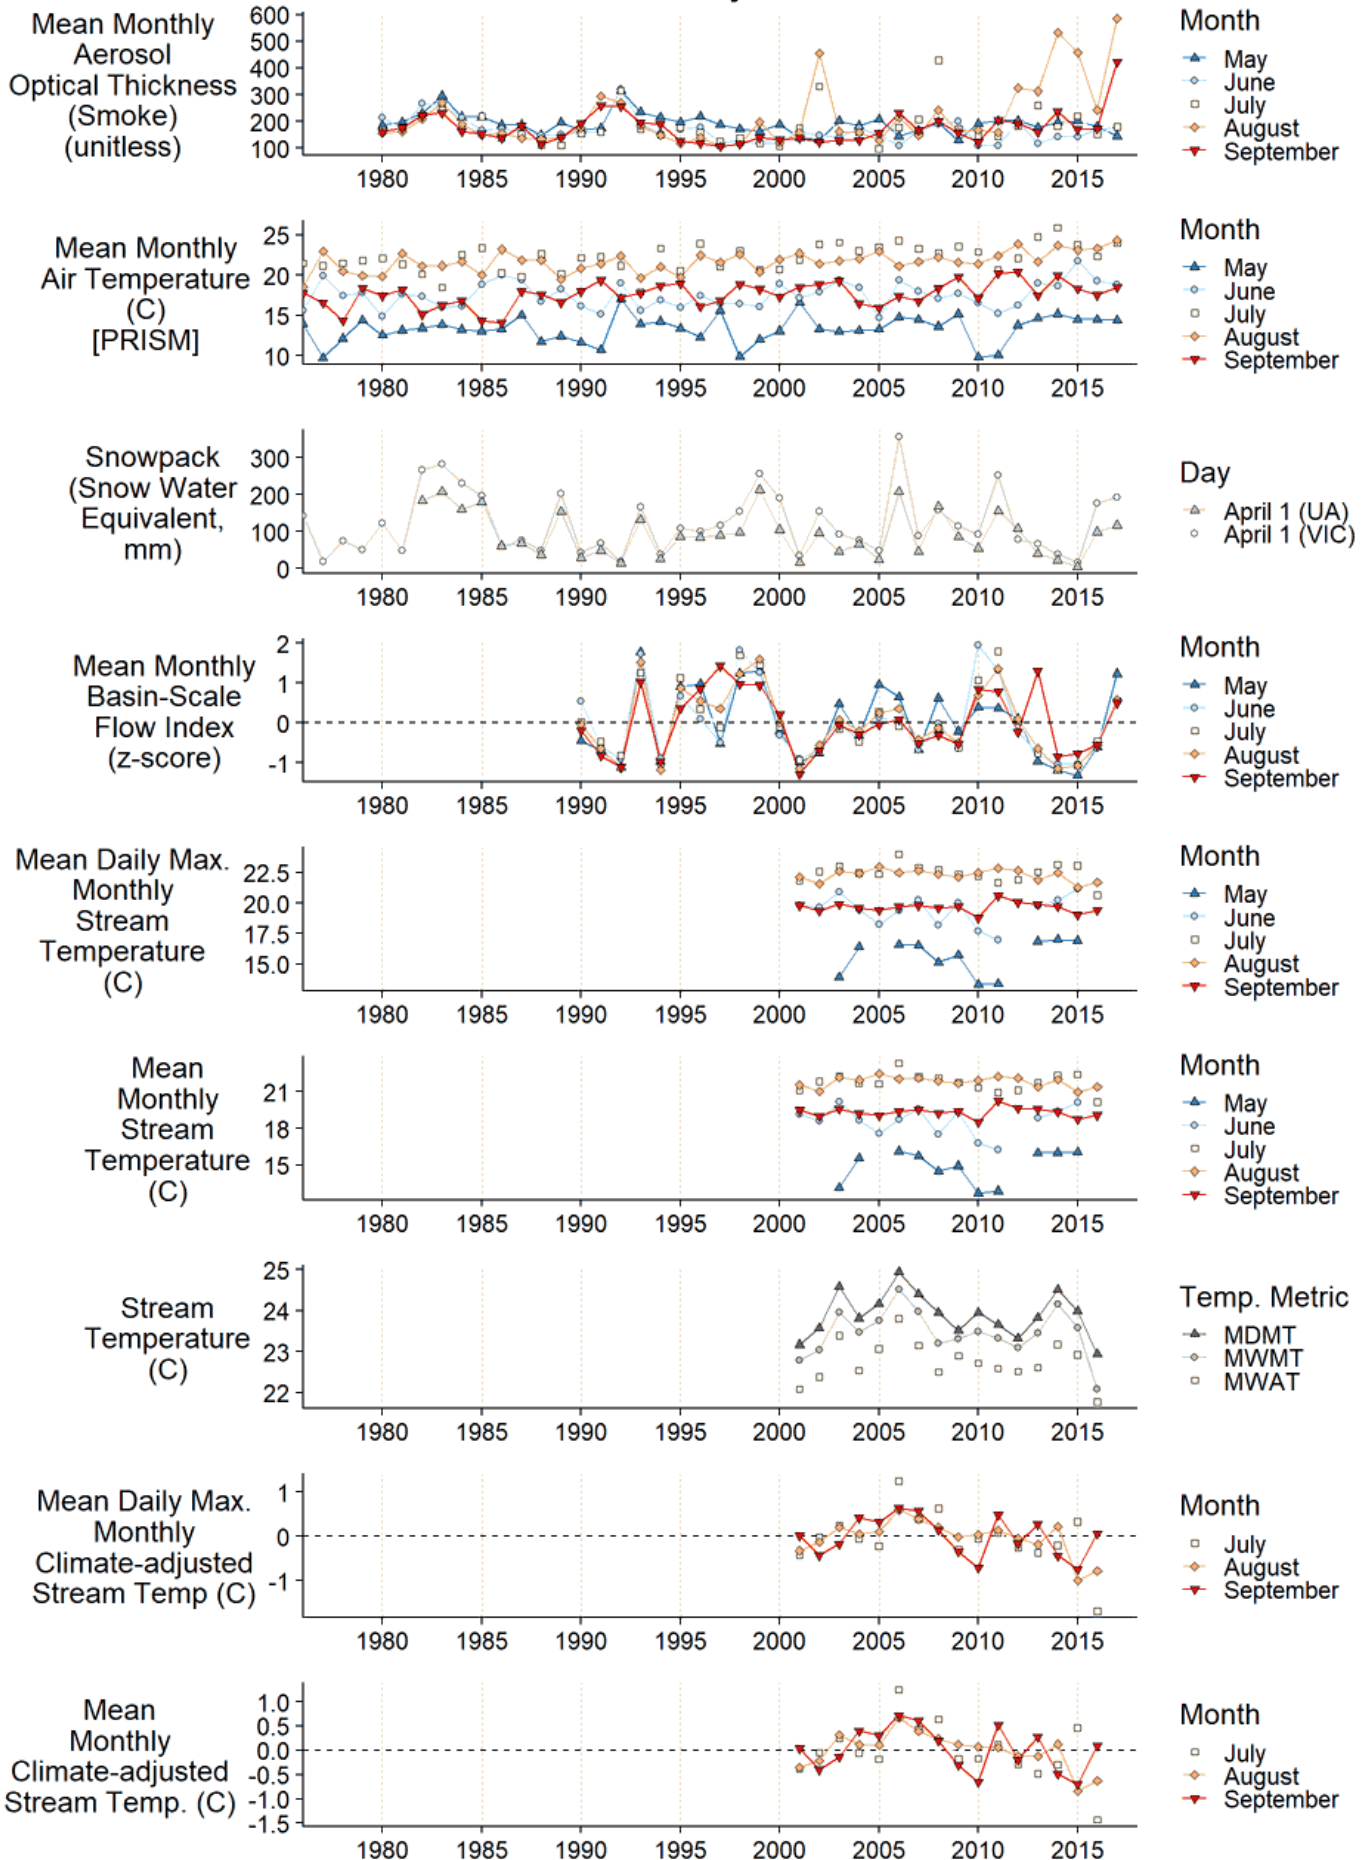 Mean Monthly
Aerosol
Optical Thickness
(Smoke)
(unitless)
600
500
400
300
200
100
1980 1985 1990 1995 2000 2005 2010 2015
Month
May
June
July
August
September
Mean Monthly
Air Temperature
(C)
[PRISM]
25
20
15
10
1980 1985 1990 1995 2000 2005 2010 2015
Month
May
June
July
August
September
Snowpack
(Snow Water
Equivalent,
mm)
300
200
100
0
1980 1985 1990 1995 2000 2005 2010 2015
Day
April 1 (UA)
April 1 (VIC)
Mean Monthly
Basin-Scale
Flow Index
(z-score)
2
1
0
-1
1980 1985 1990 1995 2000 2005 2010 2015
Month
May
June
July
August
September
Mean Daily Max.
Monthly
Stream
Temperature
(C)
22.5
20.0
17.5
15.0
1980 1985 1990 1995 2000 2005 2010 2015
Month
May
June
July
August
September
Mean
Monthly
Stream
Temperature
(C)
21
18
15
1980 1985 1990 1995 2000 2005 2010 2015
Month
May
June
July
August
September
Stream
Temperature
(C)
25
24
23
22
1980 1985 1990 1995 2000 2005 2010 2015
Temp. Metric
MDMT
MWMT
MWAT
Mean Daily Max.
Monthly
Climate-adjusted
Stream Temp (C)
1
0
-1
1980 1985 1990 1995 2000 2005 2010 2015
Month
July
August
September
Mean
Monthly
Climate-adjusted
Stream Temp. (C)
1.0
0.5
0.0
-0.5
-1.0
-1.5
1980 1985 1990 1995 2000 2005 2010 2015
Month
July
August
September